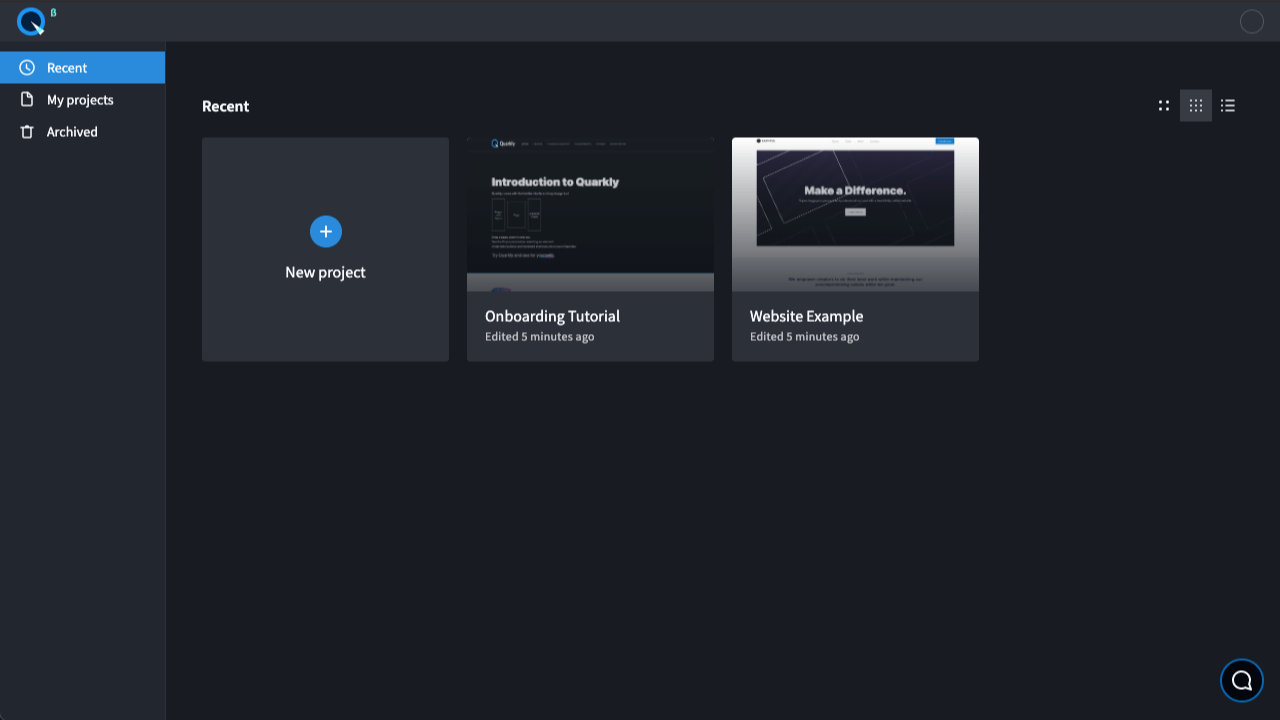 β
Recent
My projects
Archived
Recent
New project
Quarkly
Introduction to Quarkly
Onboarding Tutorial
Edited 5 minutes ago
Make a Difference.
Website Example
Edited 5 minutes ago